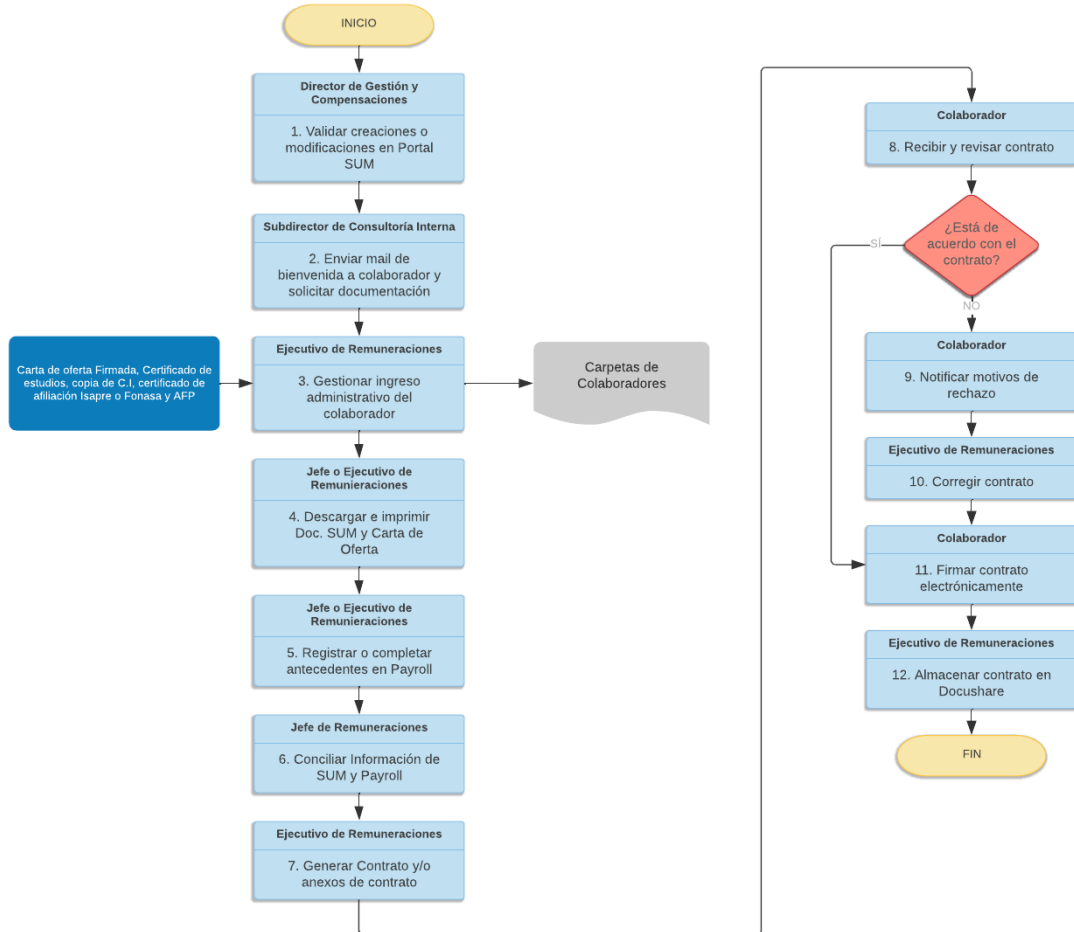 INICIO
Director de Gestión y
Compensaciones
1. Validar creaciones o
modificaciones en Portal
SUM
Subdirector de Consultoría Interna
2. Enviar mail de
bienvenida a colaborador y
solicitar documentación
Carta de oferta Firmada, Certificado de
estudios, copia de C.I, certificado de
afiliación Isapre o Fonasa y AFP
Ejecutivo de Remuneraciones
3. Gestionar ingreso
administrativo del
colaborador
Carpetas de
Colaboradores
Jefe o Ejecutivo de
Remunieraciones
4. Descargar e imprimir
Doc. SUM y Carta de
Oferta
Jefe o Ejecutivo de
Remunieraciones
5. Registrar o completar
antecedentes en Payroll
Jefe de Remuneraciones
6. Conciliar Información de
SUM y Payroll
Ejecutivo de Remuneraciones
7. Generar Contrato y/o
anexos de contrato
Colaborador
8. Recibir y revisar contrato
¿Está de
acuerdo con el
contrato?
SÍ
NO
Colaborador
9. Notificar motivos de
rechazo
Ejecutivo de Remuneraciones
10. Corregir contrato
Colaborador
11. Firmar contrato
electrónicamente
Ejecutivo de Remuneraciones
12. Almacenar contrato en
Docushare
FIN